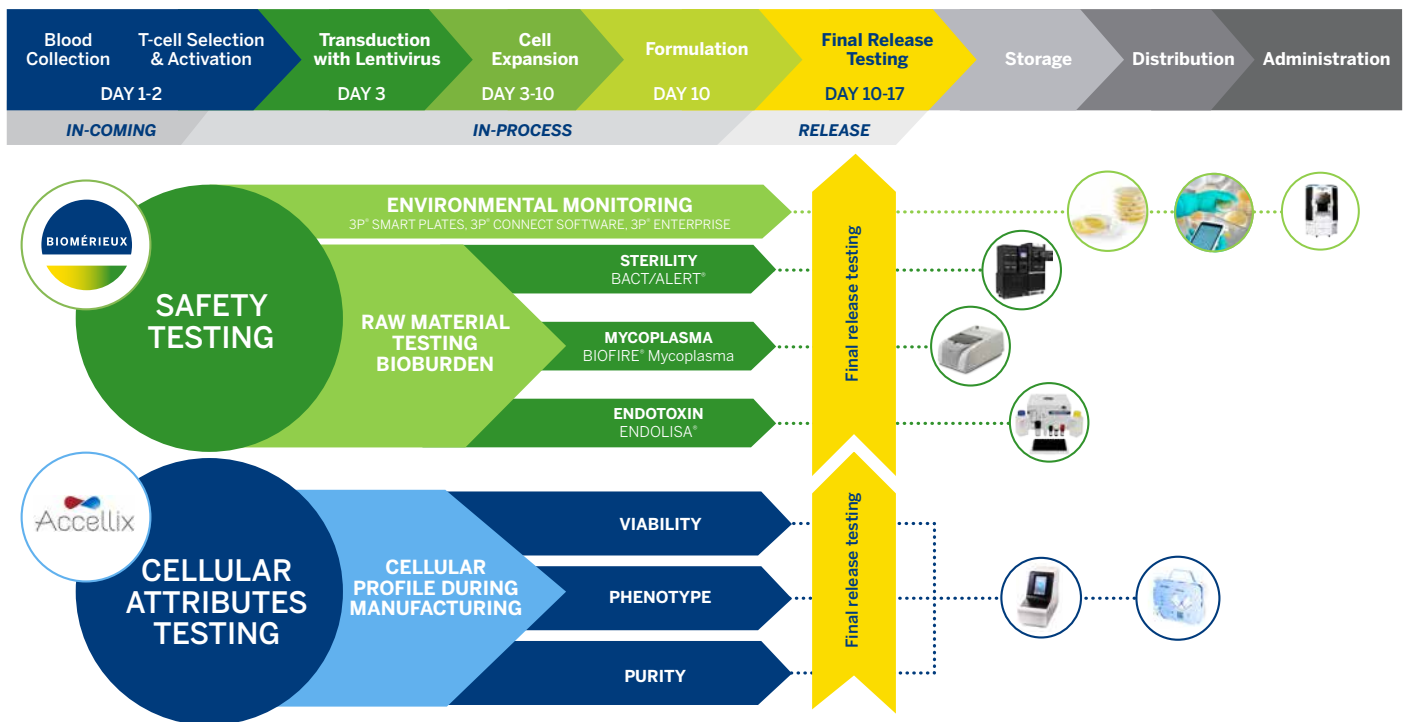 Blood
Collection
T-cell Selection
& Activation
DAY 1-2
Transduction
with Lentivirus
DAY 3
Cell
Expansion
DAY 3-10
Formulation
DAY 10
Final Release
Testing
DAY 10-17
Storage
Distribution
Administration
IN-COMING
IN-PROCESS
RELEASE
BIOMÉRIEUX
SAFETY
TESTING
ENVIRONMENTAL MONITORING
3P® SMART PLATES, 3P® CONNECT SOFTWARE, 3P® ENTERPRISE
RAW MATERIAL
TESTING
BIOBURDEN
STERILITY
BACT/ALERT®
MYCOPLASMA
BIOFIRE® Mycoplasma
ENDOTOXIN
ENDOLISA®
Final release testing
Accellix
CELLULAR
ATTRIBUTES
TESTING
CELLULAR
PROFILE DURING
MANUFACTURING
VIABILITY
PHENOTYPE
PURITY
Final release testing